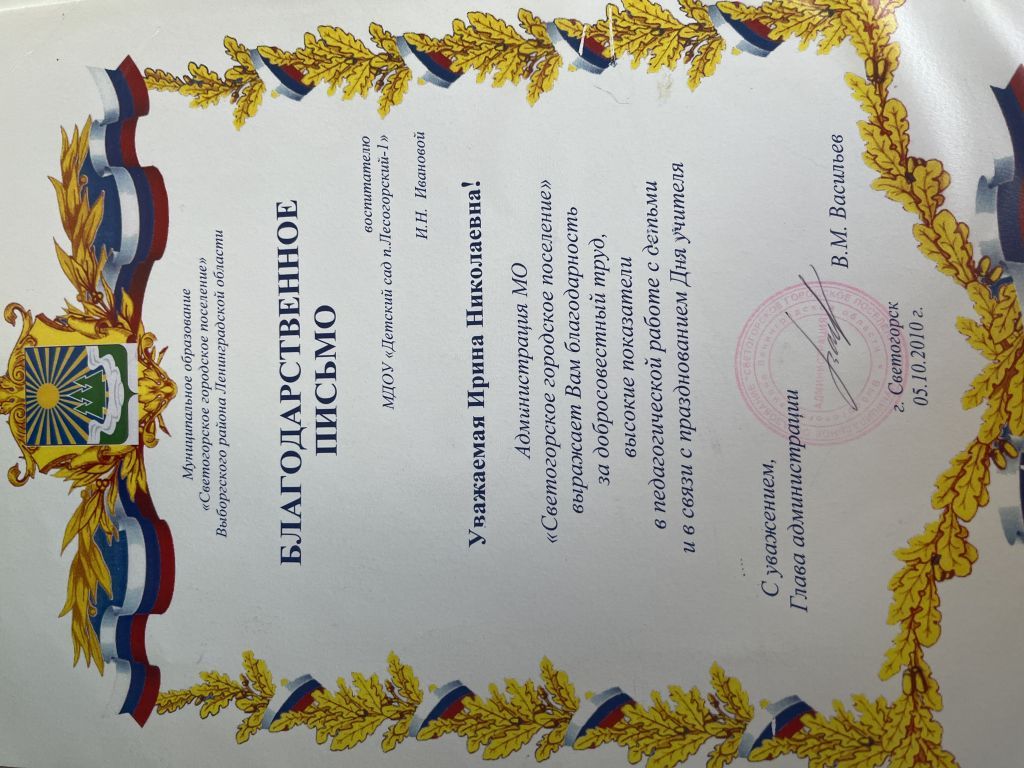 Муниципальное образование
«Светогорское городское поселение»
Выборгского района Ленинградской области
БЛАГОДАРСТВЕННОЕ
ПИСЬМО
воспитателю
МДОУ «Детский сад п.Лесогорский-1»
И.Н. Ивановой
Уважаемая Ирина Николаевна!
Администрация МО
«Светогорское городское поселение»
выражает Вам благодарность
за добросовестный труд,
высокие показатели
в педагогической работе с детьми
и в связи с празднованием Дня учителя
С уважением,
Глава администрации
В.М. Васильев
АДМИНИСТРАЦИЯ
г. Светогорск
05.10.2010 г.